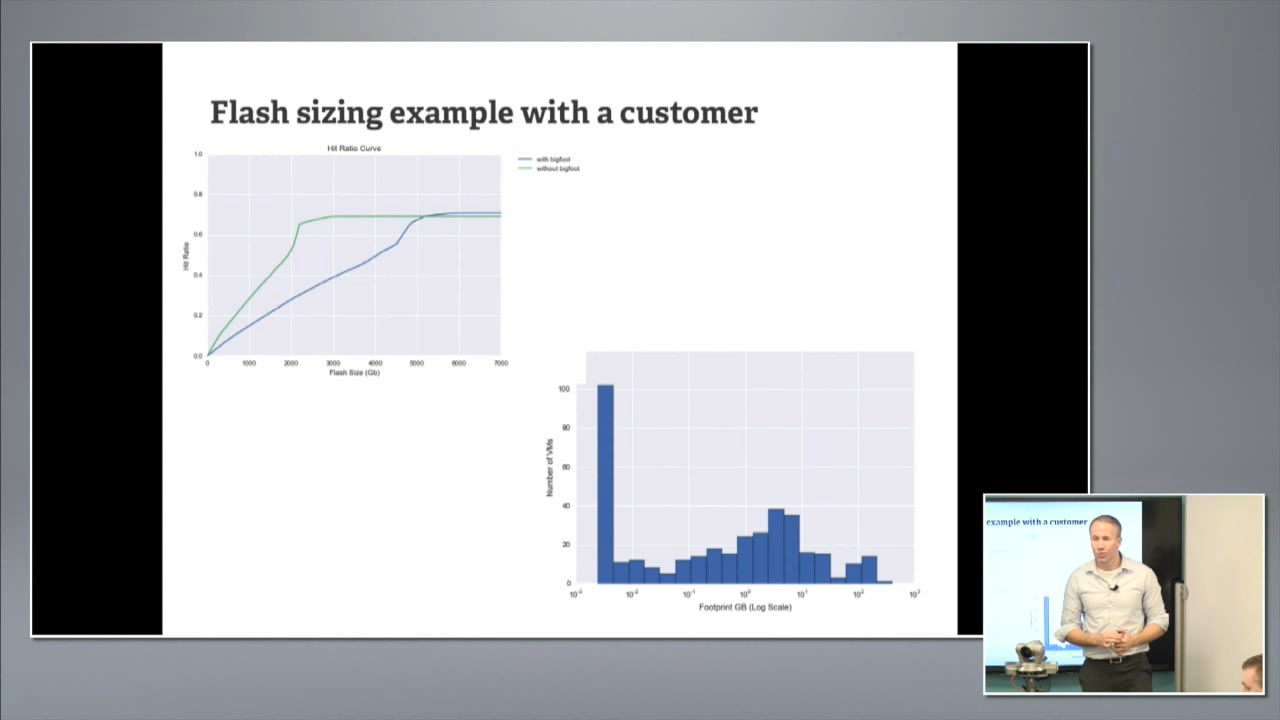 Flash sizing example with a customer
Hit Ratio Curve
with bigfoot
without bigfoot
1.0
0.8
0.6
0.4
0.2
0.0
Hit Ratio
0 1000 2000 3000 4000 5000 6000 7000
Flash Size (Gb)
100
80
60
40
20
0
Number of VMs
10⁻³ 10⁻² 10⁻¹ 10⁰ 10¹ 10² 10³
Footprint GB (Log Scale)
example with a customer